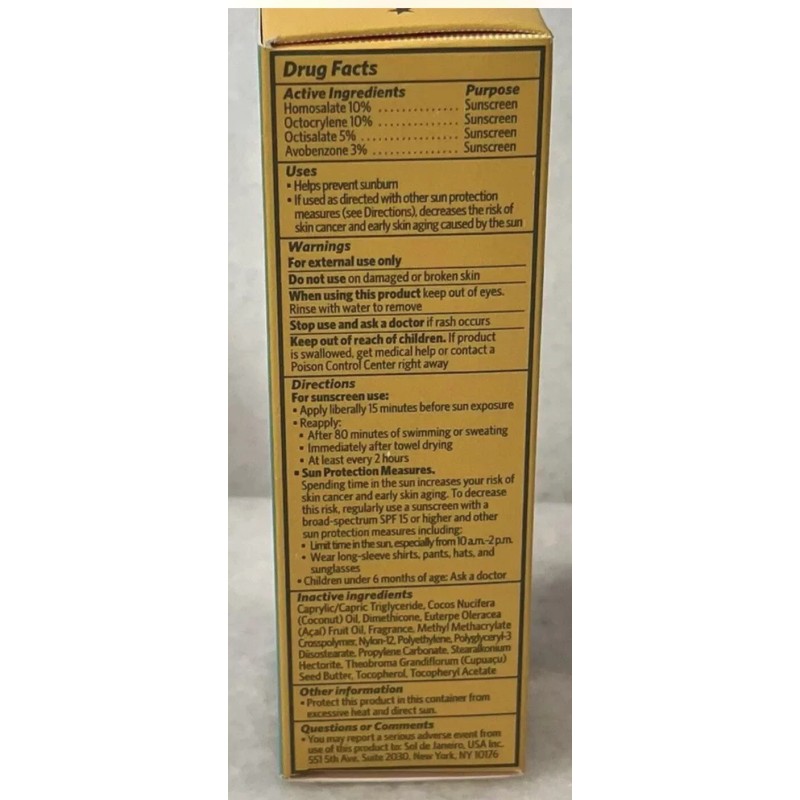 Drug Facts
Active Ingredients Purpose
Homosalate 10% .............. Sunscreen
Octocrylene 10% .............. Sunscreen
Octisalate 5% .............. Sunscreen
Avobenzone 3% .............. Sunscreen
Uses
• Helps prevent sunburn
• If used as directed with other sun protection
measures (see Directions), decreases the risk of
skin cancer and early skin aging caused by the sun
Warnings
For external use only
Do not use on damaged or broken skin
When using this product keep out of eyes.
Rinse with water to remove
Stop use and ask a doctor if rash occurs
Keep out of reach of children. If product
is swallowed, get medical help or contact a
Poison Control Center right away
Directions
For sunscreen use:
• Apply liberally 15 minutes before sun exposure
• Reapply:
• After 80 minutes of swimming or sweating
• Immediately after towel drying
• At least every 2 hours
• Sun Protection Measures.
Spending time in the sun increases your risk of
skin cancer and early skin aging. To decrease
this risk, regularly use a sunscreen with a
broad-spectrum SPF 15 or higher and other
sun protection measures including:
• Limit time in the sun, especially from 10 a.m.-2 p.m.
• Wear long-sleeve shirts, pants, hats, and
sunglasses
• Children under 6 months of age: Ask a doctor
Inactive ingredients
Caprylic/Capric Triglyceride, Cocos Nucifera
(Coconut) Oil, Dimethicone, Euterpe Oleracea
(Açaí) Fruit Oil, Fragrance, Methyl Methacrylate
Crosspolymer, Nylon-12, Polyethylene, Polyglyceryl-3
Diisostearate, Propylene Carbonate, Stearalkonium
Hectorite, Theobroma Grandiflorum (Cupuaçu)
Seed Butter, Tocopherol, Tocopheryl Acetate
Other information
• Protect this product in this container from
excessive heat and direct sun.
Questions or Comments
• You may report a serious adverse event from
use of this product to: Sol de Janeiro, USA Inc.
551 5th Ave, Suite 2030, New York, NY 10176